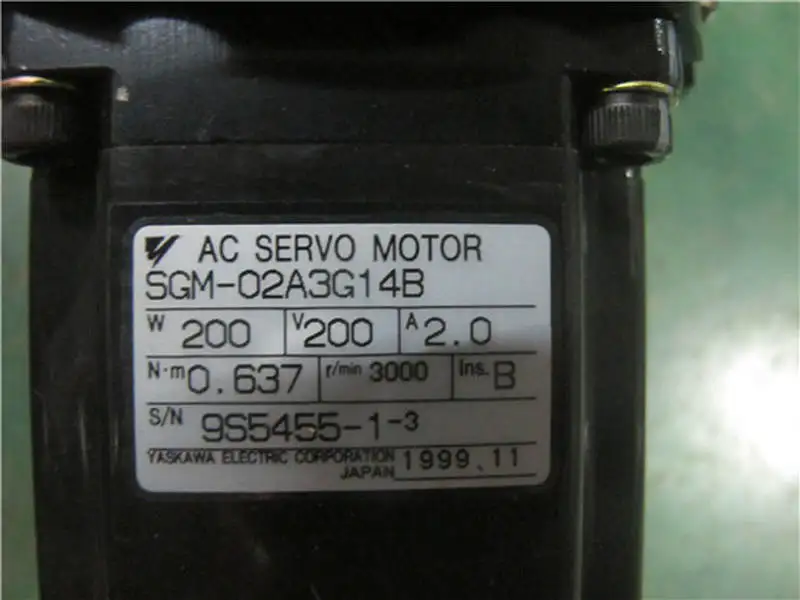 AC SERVO MOTOR
SGM-02A3G14B
W 200 V 200 A 2.0
N·m 0.637 r/min 3000 Ins. B
S/N 9S5455-1-3
YASKAWA ELECTRIC CORPORATION
JAPAN 1999.11